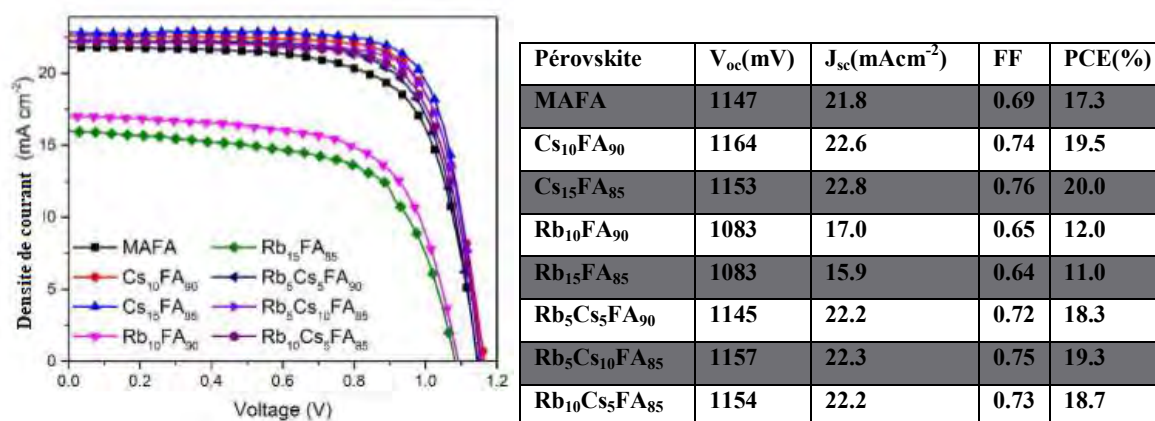 Densite de courant (mA cm⁻²)
20
15
10
5
0
0.0 0.2 0.4 0.6 0.8 1.0 1.2
Voltage (V)
MAFA
Cs₁₀FA₉₀
Cs₁₅FA₈₅
Rb₁₀FA₉₀
Rb₁₅FA₈₅
Rb₅Cs₅FA₉₀
Rb₅Cs₁₀FA₈₅
Rb₁₀Cs₅FA₈₅
Pérovskite Vₒc(mV) Jsc(mAcm⁻²) FF PCE(%)
MAFA 1147 21.8 0.69 17.3
Cs₁₀FA₉₀ 1164 22.6 0.74 19.5
Cs₁₅FA₈₅ 1153 22.8 0.76 20.0
Rb₁₀FA₉₀ 1083 17.0 0.65 12.0
Rb₁₅FA₈₅ 1083 15.9 0.64 11.0
Rb₅Cs₅FA₉₀ 1145 22.2 0.72 18.3
Rb₅Cs₁₀FA₈₅ 1157 22.3 0.75 19.3
Rb₁₀Cs₅FA₈₅ 1154 22.2 0.73 18.7